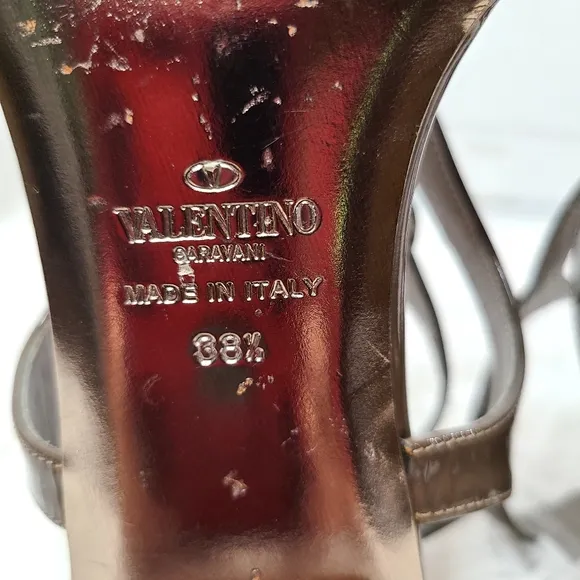 V
VALENTINO
GARAVANI
MADE IN ITALY
38½